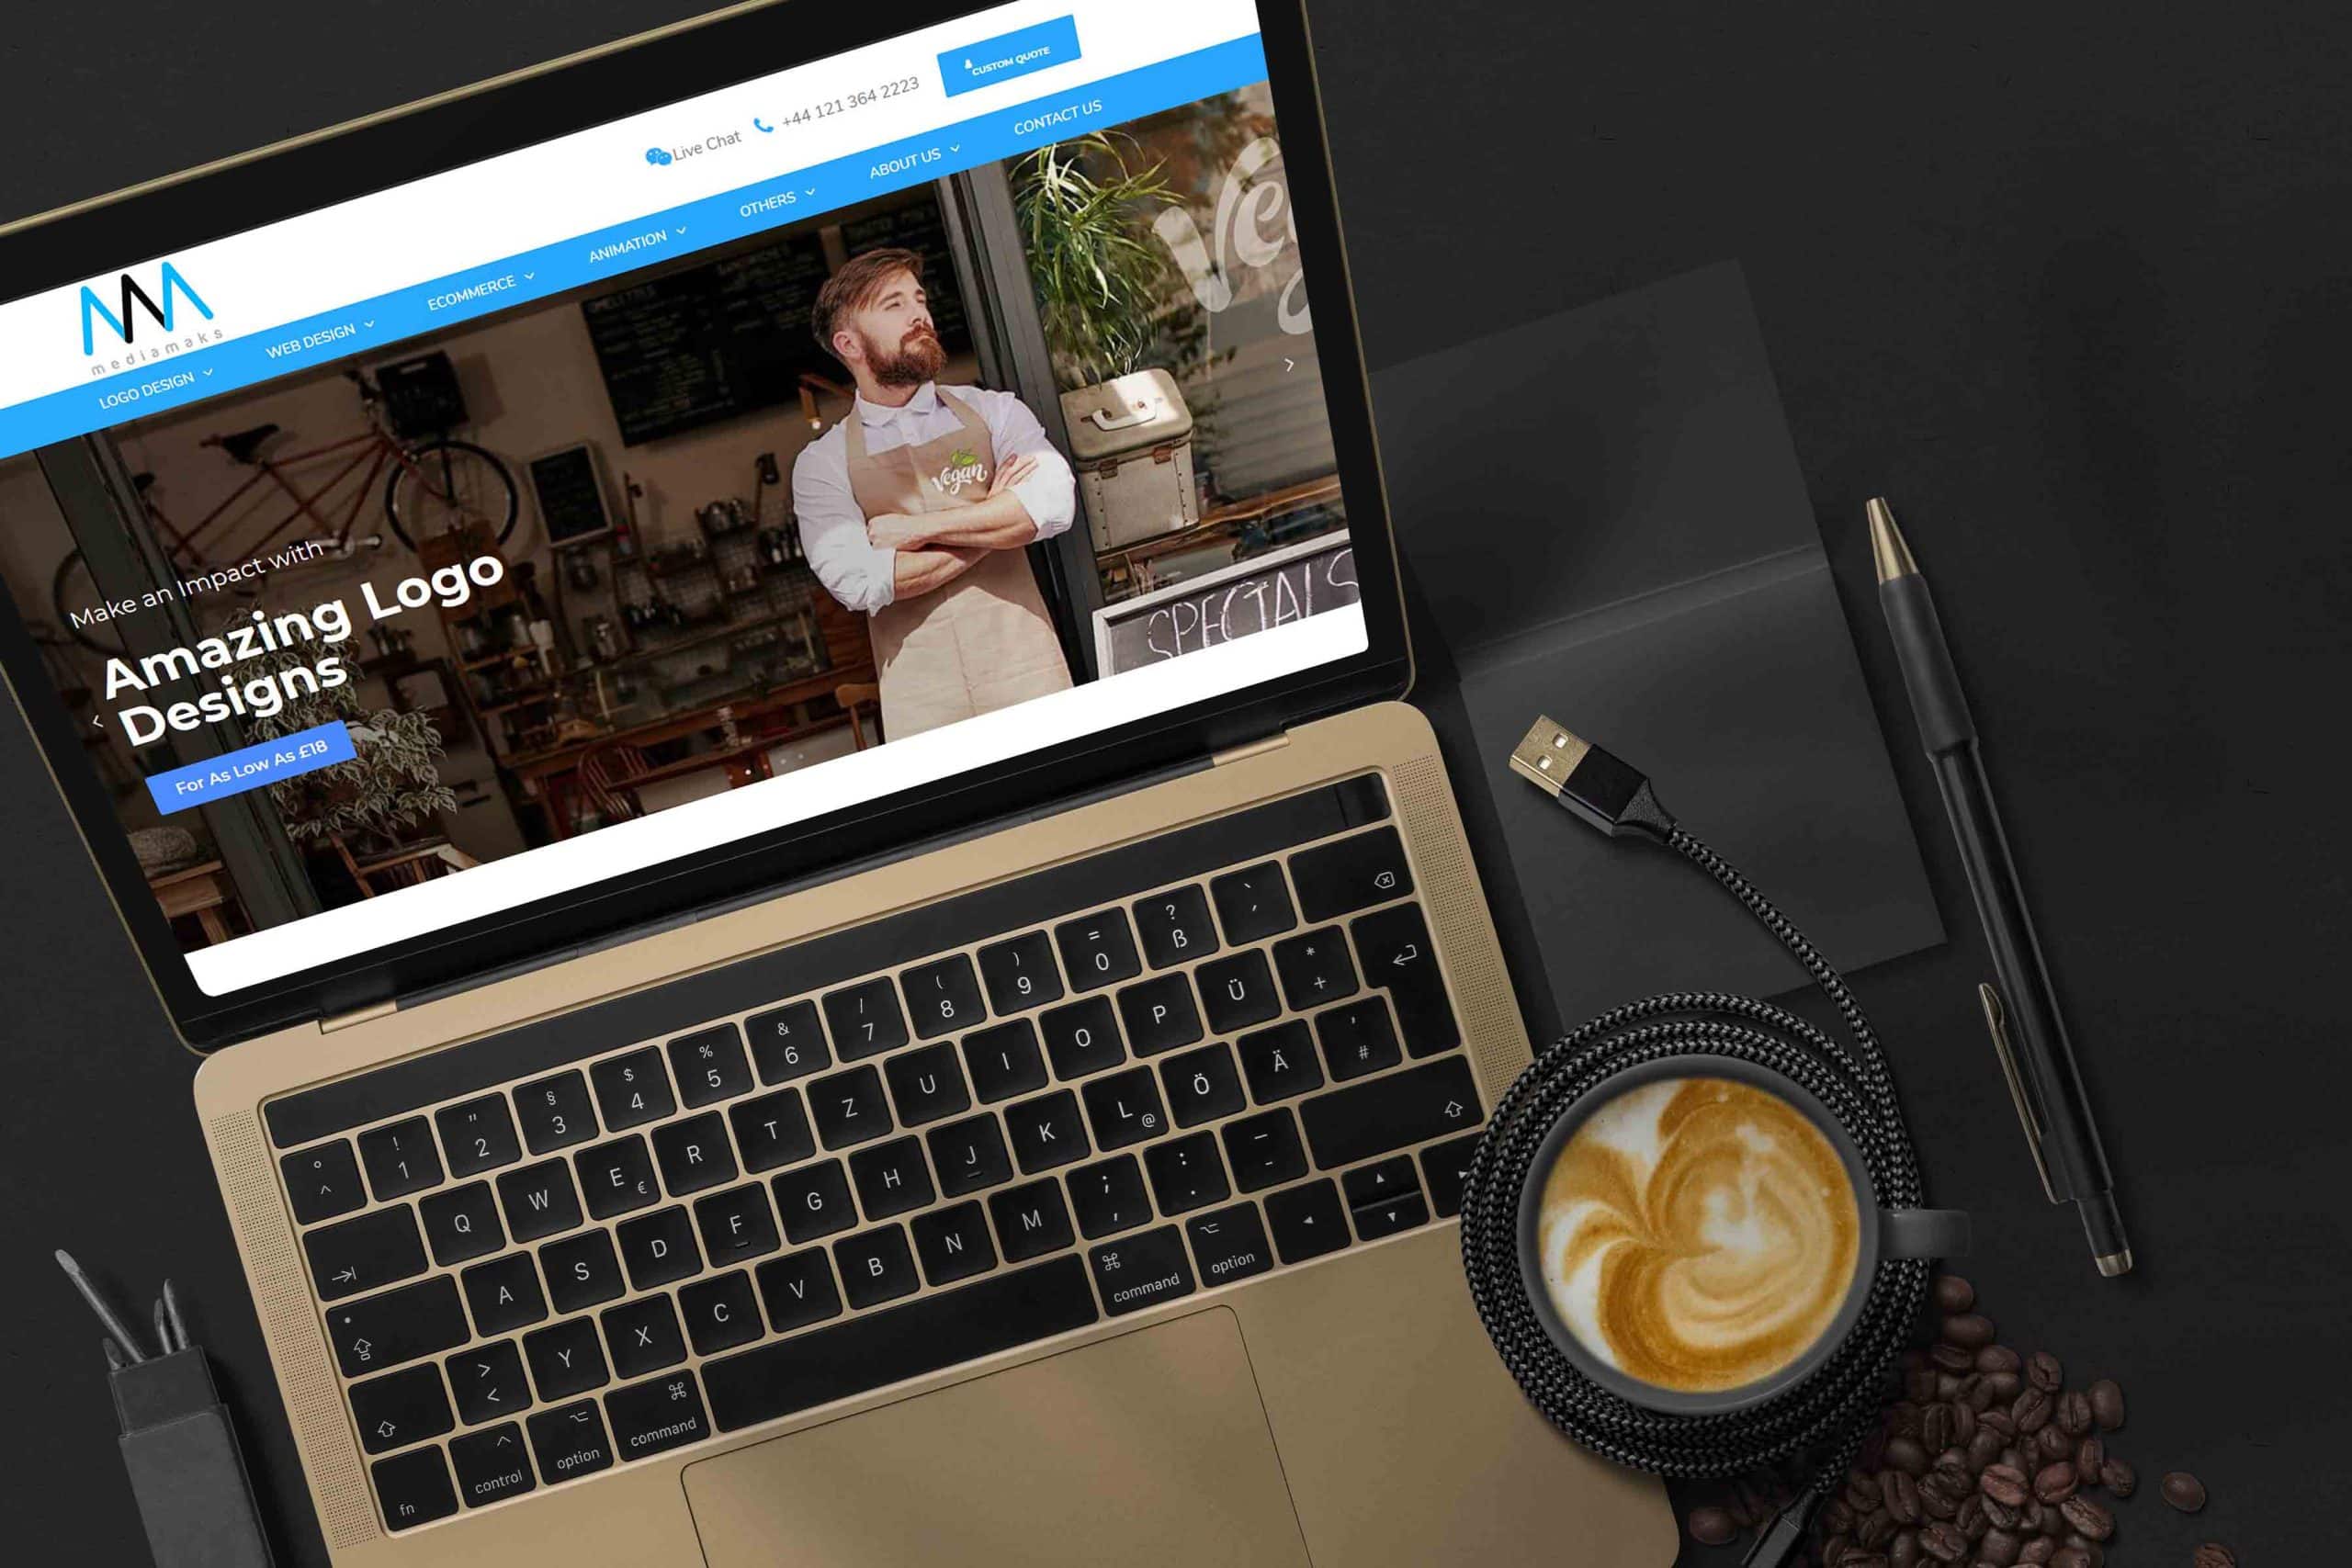 CUSTOM QUOTE
Live Chat +44 121 364 2223
mediamaks
LOGO DESIGN WEB DESIGN ECOMMERCE ANIMATION OTHERS ABOUT US CONTACT US
Vegan
SPECIALS
Make an Impact with
Amazing Logo
Designs
For As Low As £18
° ! " § $ % & / ( ) = ? `
^ 1 2 3 4 5 6 7 8 9 0 ß ´
Q W E € R T Z U I O P Ü * +
A S D F G H J K L @ Ö Ä ' #
> < Y X C V B N M ; , : . _ -
fn control option command command option